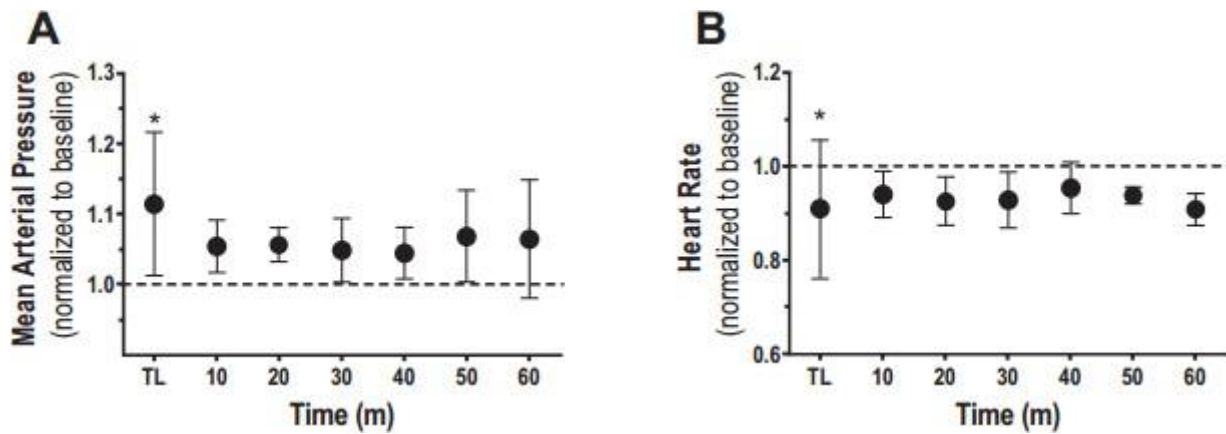 A
Mean Arterial Pressure
(normalized to baseline)
1.3
1.2
1.1
1.0
*
TL 10 20 30 40 50 60
Time (m)
B
Heart Rate
(normalized to baseline)
1.2
1.0
0.8
0.6
*
TL 10 20 30 40 50 60
Time (m)